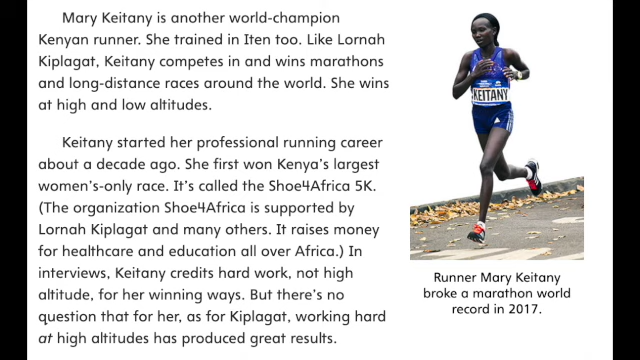 Mary Keitany is another world-champion
Kenyan runner. She trained in Iten too. Like Lornah
Kiplagat, Keitany competes in and wins marathons
and long-distance races around the world. She wins
at high and low altitudes.
Keitany started her professional running career
about a decade ago. She first won Kenya's largest
women's-only race. It's called the Shoe4Africa 5K.
(The organization Shoe4Africa is supported by
Lornah Kiplagat and many others. It raises money
for healthcare and education all over Africa.) In
interviews, Keitany credits hard work, not high
altitude, for her winning ways. But there's no
question that for her, as for Kiplagat, working hard
at high altitudes has produced great results.
KEITANY
Runner Mary Keitany
broke a marathon world
record in 2017.